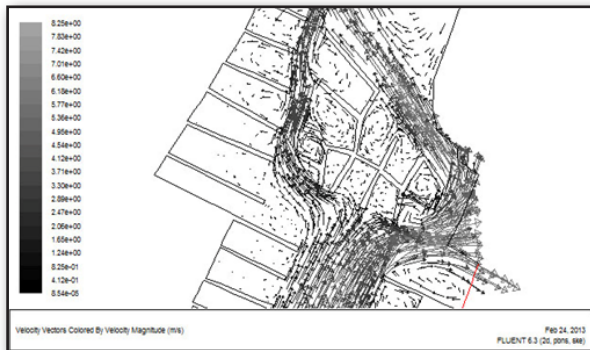 8.25e+00
7.83e+00
7.42e+00
7.01e+00
6.60e+00
6.18e+00
5.77e+00
5.36e+00
4.95e+00
4.54e+00
4.12e+00
3.71e+00
3.30e+00
2.89e+00
2.47e+00
2.06e+00
1.65e+00
1.24e+00
8.25e-01
4.12e-01
8.54e-05
Velocity Vectors Colored By Velocity Magnitude (m/s)
Feb 24, 2013
FLUENT 6.3 (2d, pbns, ske)